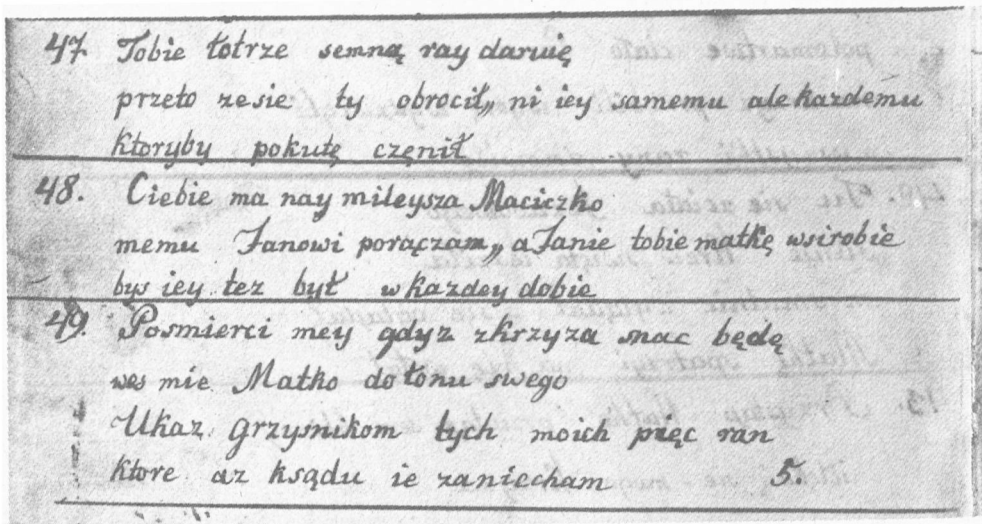 47 Tobie łotrze semną ray daruię
przeto zesie ty obrocił„ ni iey samemu ale kazdemu
ktoryby pokutę częnił
48. Ciebie ma nay mileysza Maciczko
memu Janowi porączam„ a Janie tobie matkę wsirobie
bys iey tez był w kazdey dobie
49. Posmierci mey gdyz zkrzyza snac będę
wes mie Matko do łonu swego
Ukaz grzysnikom tych moich pięc ran
ktore az ksądu ie zaniecham 5.